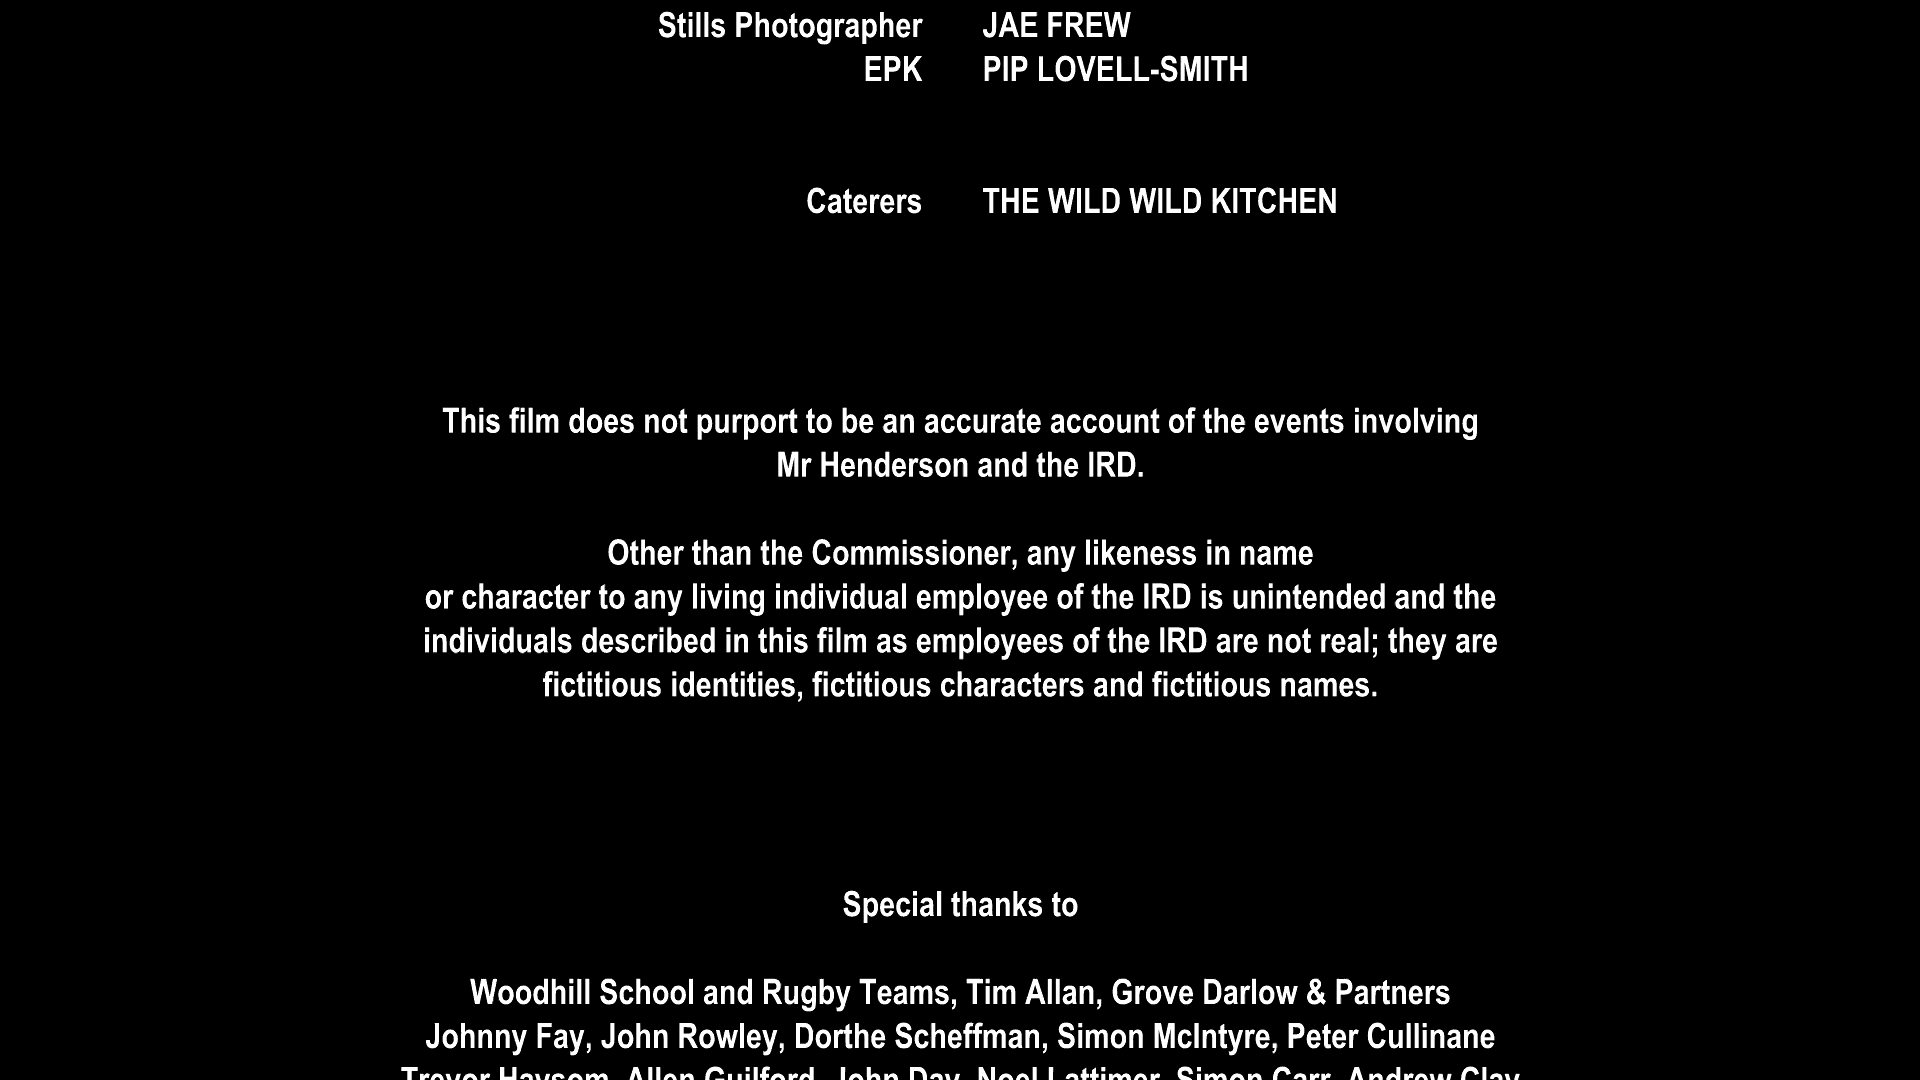 Stills Photographer JAE FREW
EPK PIP LOVELL-SMITH
Caterers THE WILD WILD KITCHEN
This film does not purport to be an accurate account of the events involving
Mr Henderson and the IRD.
Other than the Commissioner, any likeness in name
or character to any living individual employee of the IRD is unintended and the
individuals described in this film as employees of the IRD are not real; they are
fictitious identities, fictitious characters and fictitious names.
Special thanks to
Woodhill School and Rugby Teams, Tim Allan, Grove Darlow & Partners
Johnny Fay, John Rowley, Dorthe Scheffman, Simon McIntyre, Peter Cullinane
Trevor Haysom, Allen Guilford, John Day, Noel Lattimer, Simon Carr, Andrew Clay